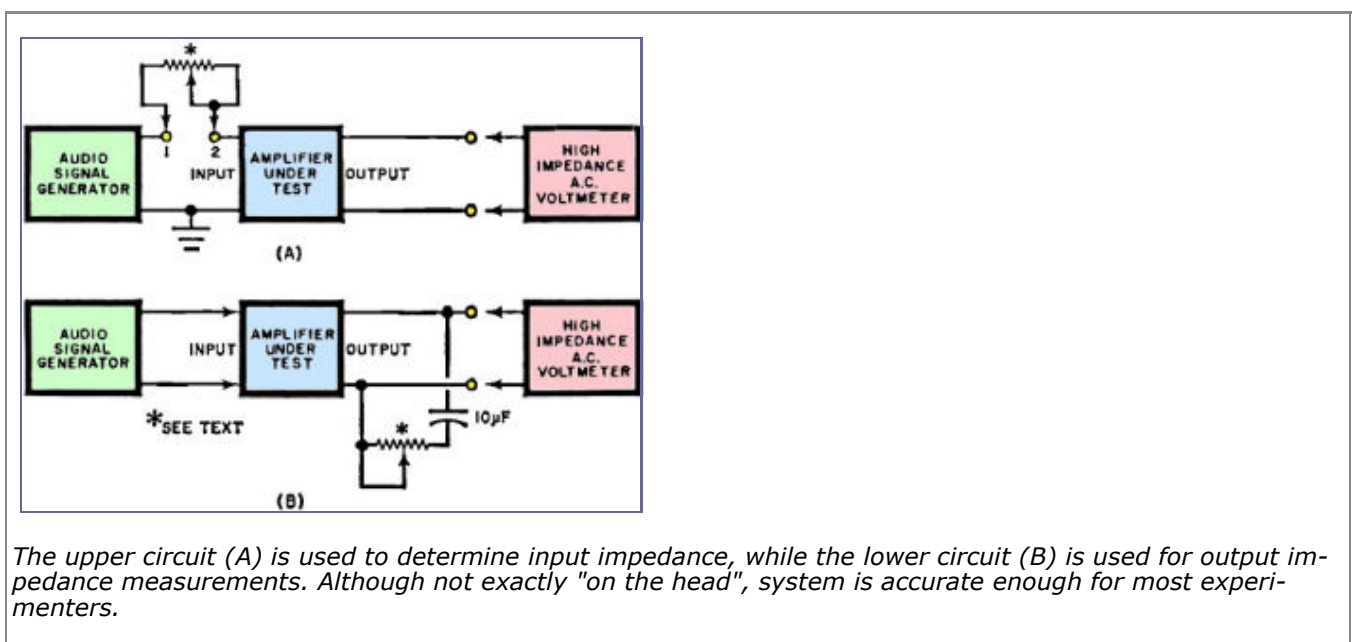 *
1
2
AUDIO
SIGNAL
GENERATOR
INPUT
AMPLIFIER
UNDER
TEST
OUTPUT
HIGH
IMPEDANCE
A.C.
VOLTMETER
(A)
AUDIO
SIGNAL
GENERATOR
INPUT
AMPLIFIER
UNDER
TEST
OUTPUT
HIGH
IMPEDANCE
A.C.
VOLTMETER
*SEE TEXT
*
10µF
(B)
The upper circuit (A) is used to determine input impedance, while the lower circuit (B) is used for output im-
pedance measurements. Although not exactly "on the head", system is accurate enough for most experi-
menters.